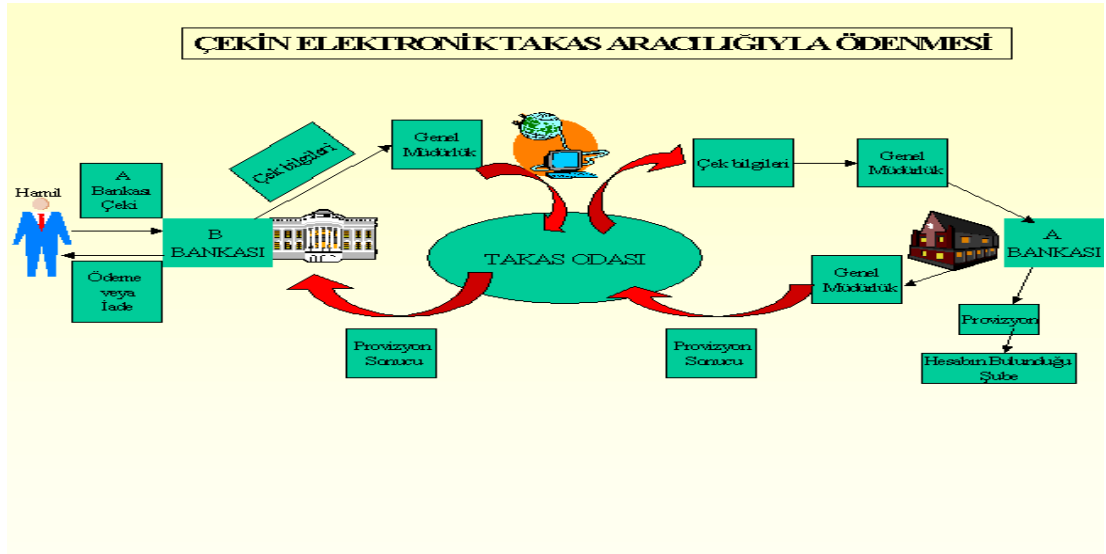 ÇEKİN ELEKTRONİK TAKAS ARACILIĞIYLA ÖDENMESİ
Hamil
A
Bankası
Çeki
B
BANKASI
Ödeme
veya
İade
Çek bilgileri
Genel
Müdürlük
TAKAS ODASI
Çek bilgileri
Genel
Müdürlük
A
BANKASI
Genel
Müdürlük
Provizyon
Hesabın Bulunduğu
Şube
Provizyon
Sonucu
Provizyon
Sonucu